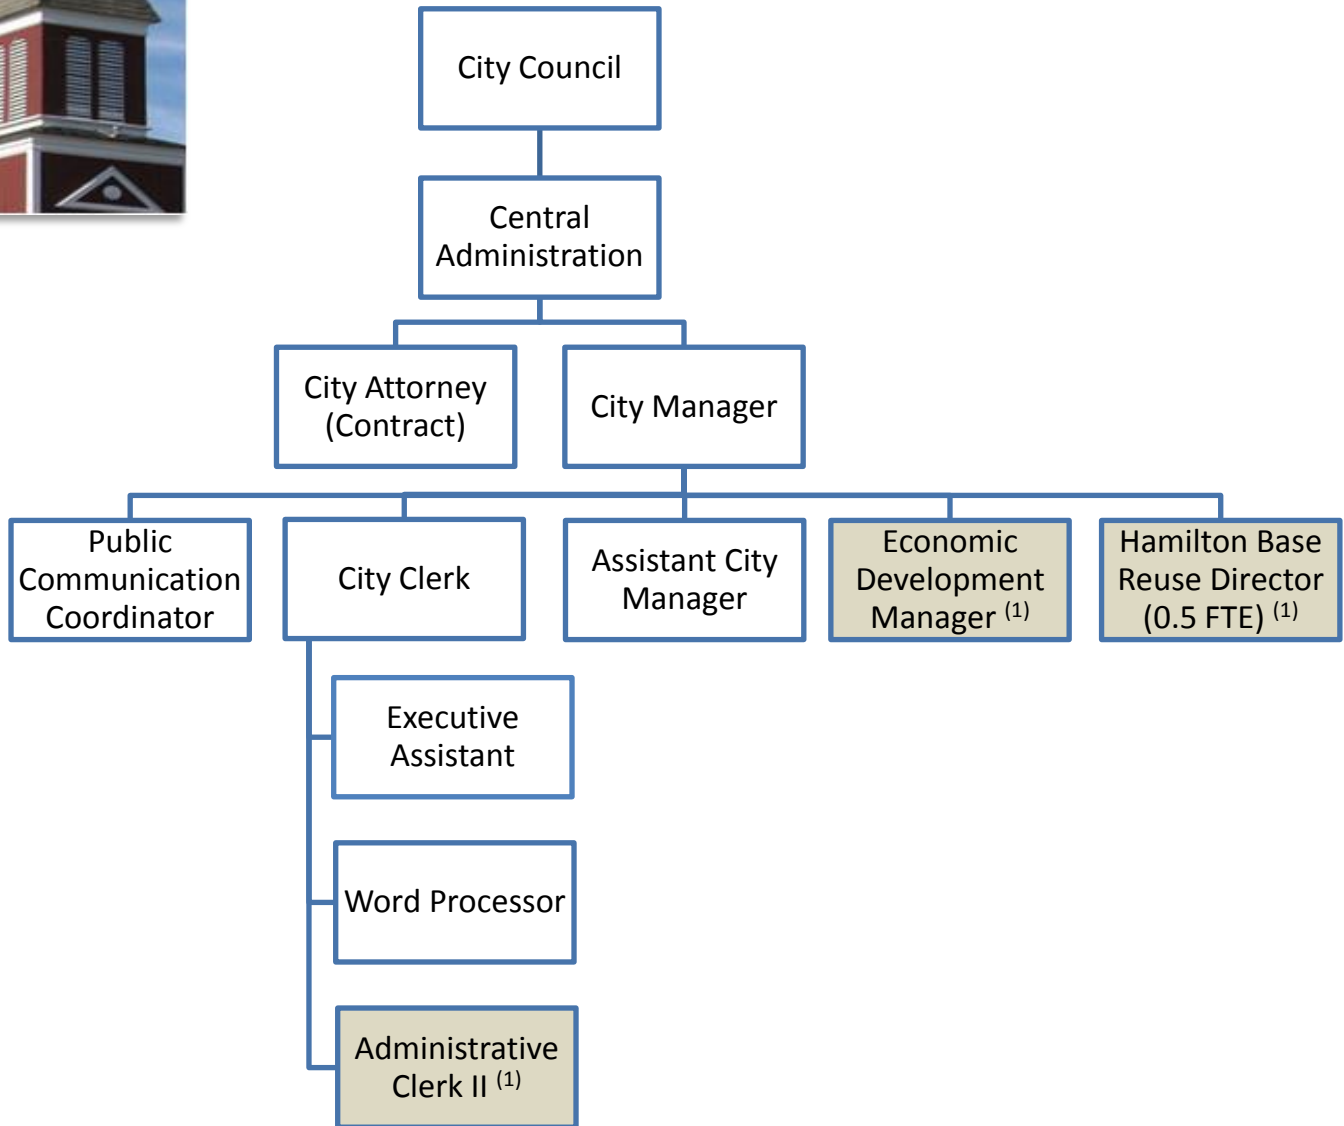 City Council
Central
Administration
City Attorney
(Contract)
City Manager
Public
Communication
Coordinator
City Clerk
Assistant City
Manager
Economic
Development
Manager (1)
Hamilton Base
Reuse Director
(0.5 FTE) (1)
Executive
Assistant
Word Processor
Administrative
Clerk II (1)